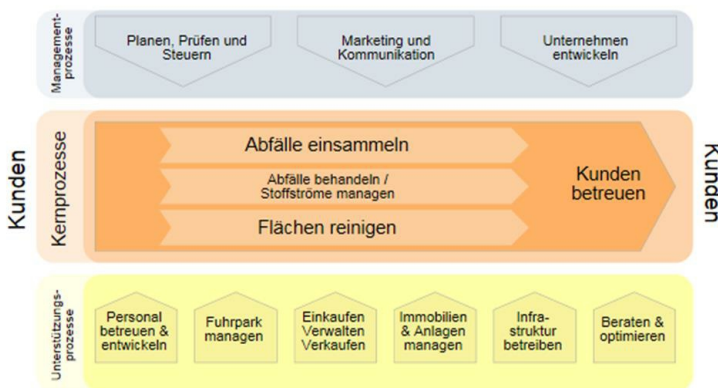 Management-
prozesse
Planen, Prüfen und
Steuern
Marketing und
Kommunikation
Unternehmen
entwickeln
Kunden
Kernprozesse
Abfälle einsammeln
Abfälle behandeln /
Stoffströme managen
Flächen reinigen
Kunden
betreuen
Kunden
Unterstützungs-
prozesse
Personal
betreuen &
entwickeln
Fuhrpark
managen
Einkaufen
Verwalten
Verkaufen
Immobilien
& Anlagen
managen
Infra-
struktur
betreiben
Beraten &
optimieren